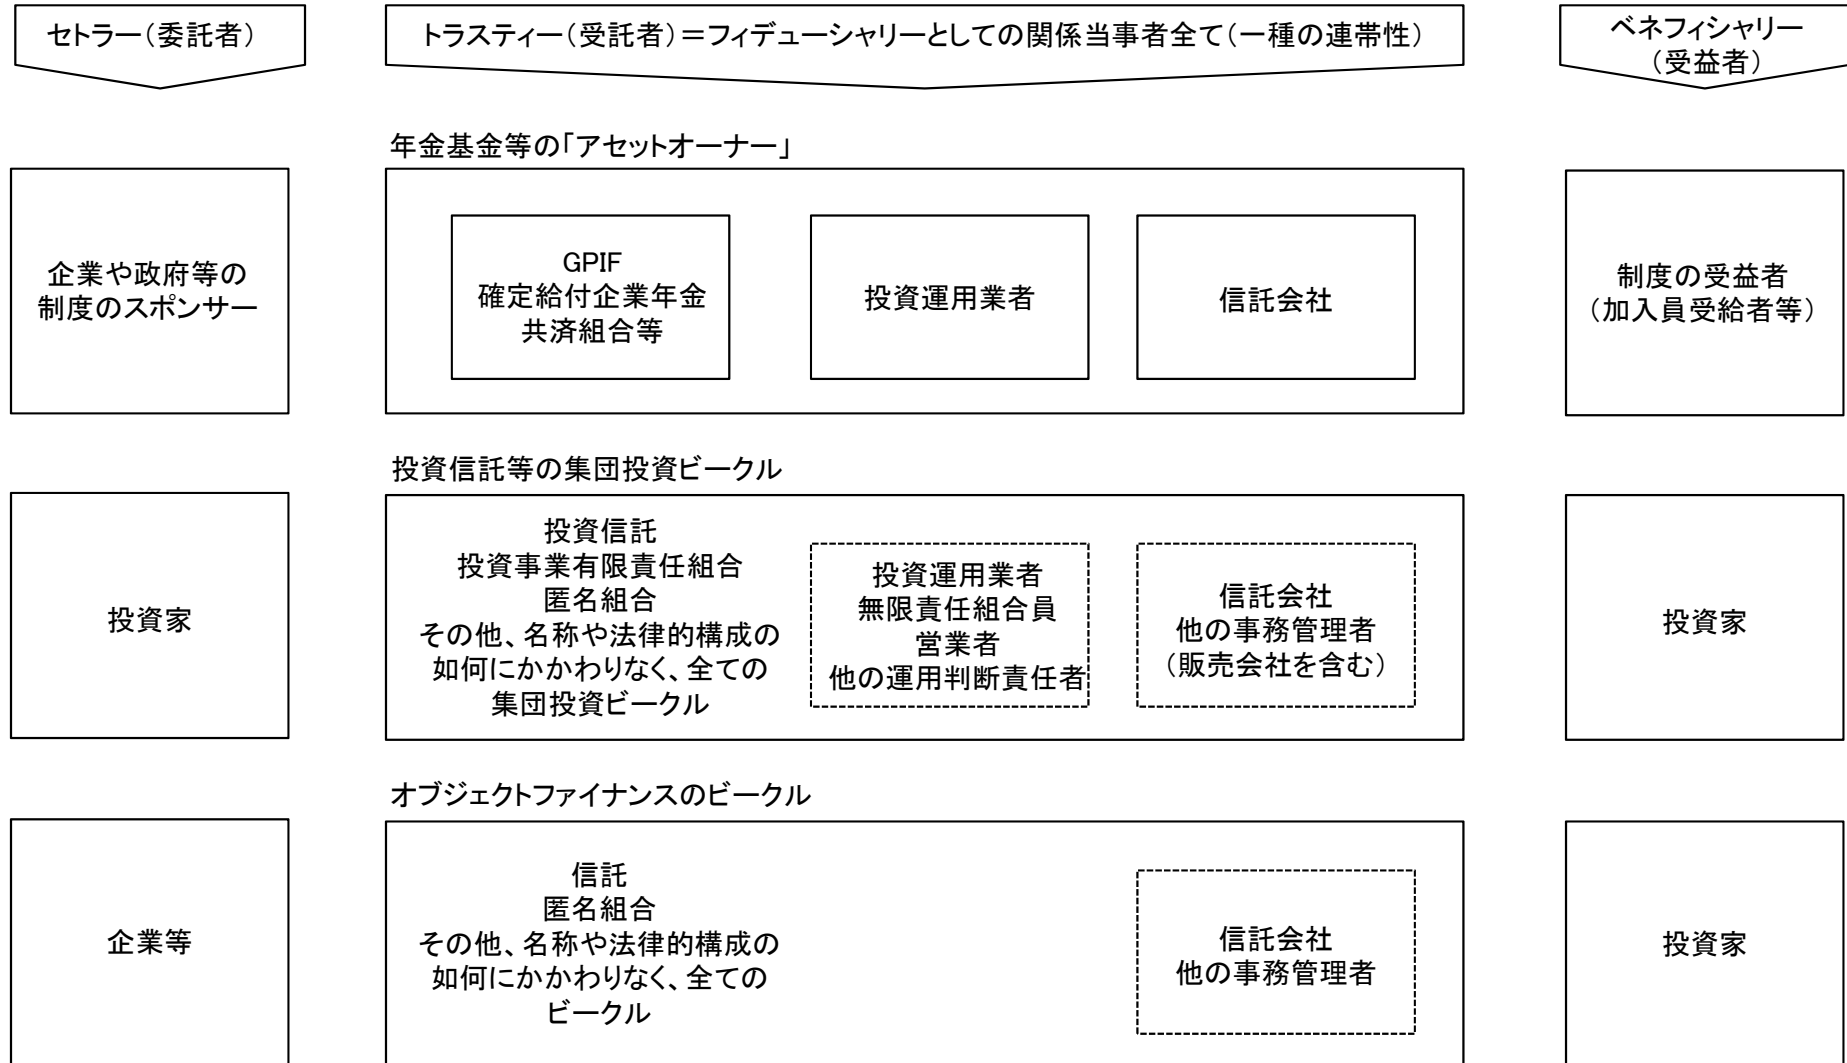 セトラー(委託者)
トラスティー(受託者)=フィデューシャリーとしての関係当事者全て(一種の連帯性)
ベネフィシャリー
(受益者)
年金基金等の「アセットオーナー」
企業や政府等の
制度のスポンサー
GPIF
確定給付企業年金
共済組合等
投資運用業者
信託会社
制度の受益者
(加入員受給者等)
投資信託等の集団投資ビークル
投資家
投資信託
投資事業有限責任組合
匿名組合
その他、名称や法律的構成の
如何にかかわりなく、全ての
集団投資ビークル
投資運用業者
無限責任組合員
営業者
他の運用判断責任者
信託会社
他の事務管理者
(販売会社を含む)
投資家
オブジェクトファイナンスのビークル
企業等
信託
匿名組合
その他、名称や法律的構成の
如何にかかわりなく、全ての
ビークル
信託会社
他の事務管理者
投資家